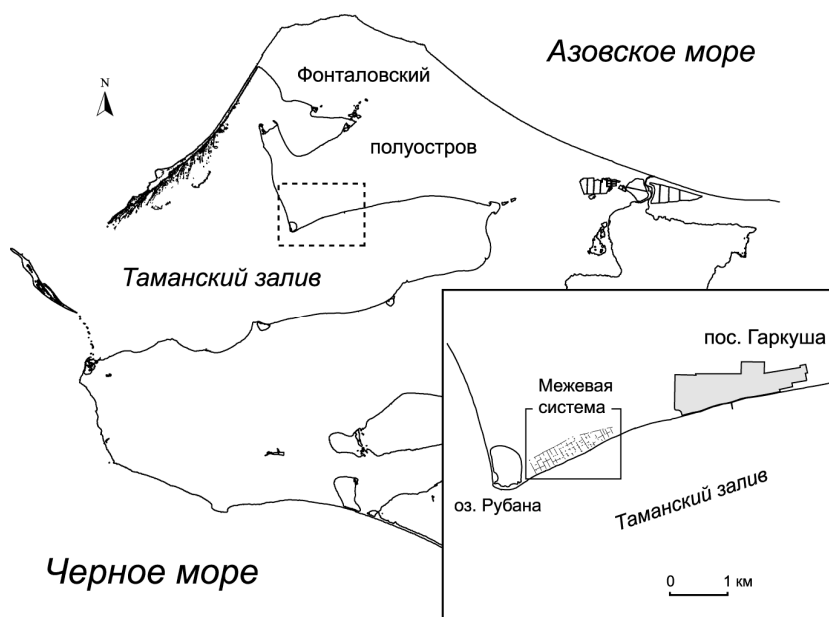 Азовское море
Фонталовский
N
полуостров
Таманский залив
пос. Гаркуша
Межевая
система
оз. Рубана
Таманский залив
Черное море
0 1 км